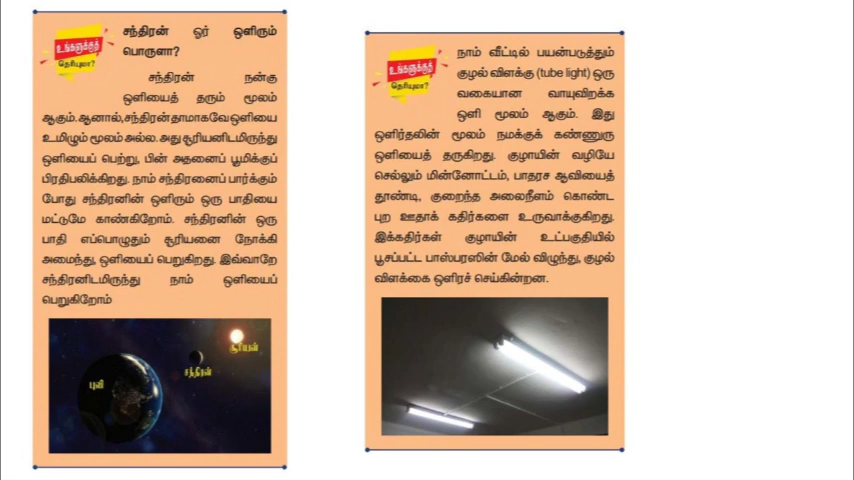 உங்களுக்குத்
தெரியுமா?
சந்திரன் ஓர் ஒளிரும்
பொருளா?
சந்திரன் நன்கு
ஒளியைத் தரும் மூலம்
ஆகும். ஆனால், சந்திரன் தாமாகவே ஒளியை
உமிழும் மூலம் அல்ல. அது சூரியனிடமிருந்து
ஒளியைப் பெற்று, பின் அதனைப் பூமிக்குப்
பிரதிபலிக்கிறது. நாம் சந்திரனைப் பார்க்கும்
போது சந்திரனின் ஒளிரும் ஒரு பாதியை
மட்டுமே காண்கிறோம். சந்திரனின் ஒரு
பாதி எப்பொழுதும் சூரியனை நோக்கி
அமைந்து, ஒளியைப் பெறுகிறது. இவ்வாறே
சந்திரனிடமிருந்து நாம் ஒளியைப்
பெறுகிறோம்
சூரியன்
சந்திரன்
புவி
உங்களுக்குத்
தெரியுமா?
நாம் வீட்டில் பயன்படுத்தும்
குழல் விளக்கு (tube light) ஒரு
வகையான வாயுவிறக்க
ஒளி மூலம் ஆகும். இது
ஒளிர்தலின் மூலம் நமக்குக் கண்ணுரு
ஒளியைத் தருகிறது. குழாயின் வழியே
செல்லும் மின்னோட்டம், பாதரச ஆவியைத்
தூண்டி, குறைந்த அலைநீளம் கொண்ட
புற ஊதாக் கதிர்களை உருவாக்குகிறது.
இக்கதிர்கள் குழாயின் உட்பகுதியில்
பூசப்பட்ட பாஸ்பரஸின் மேல் விழுந்து, குழல்
விளக்கை ஒளிரச் செய்கின்றன.